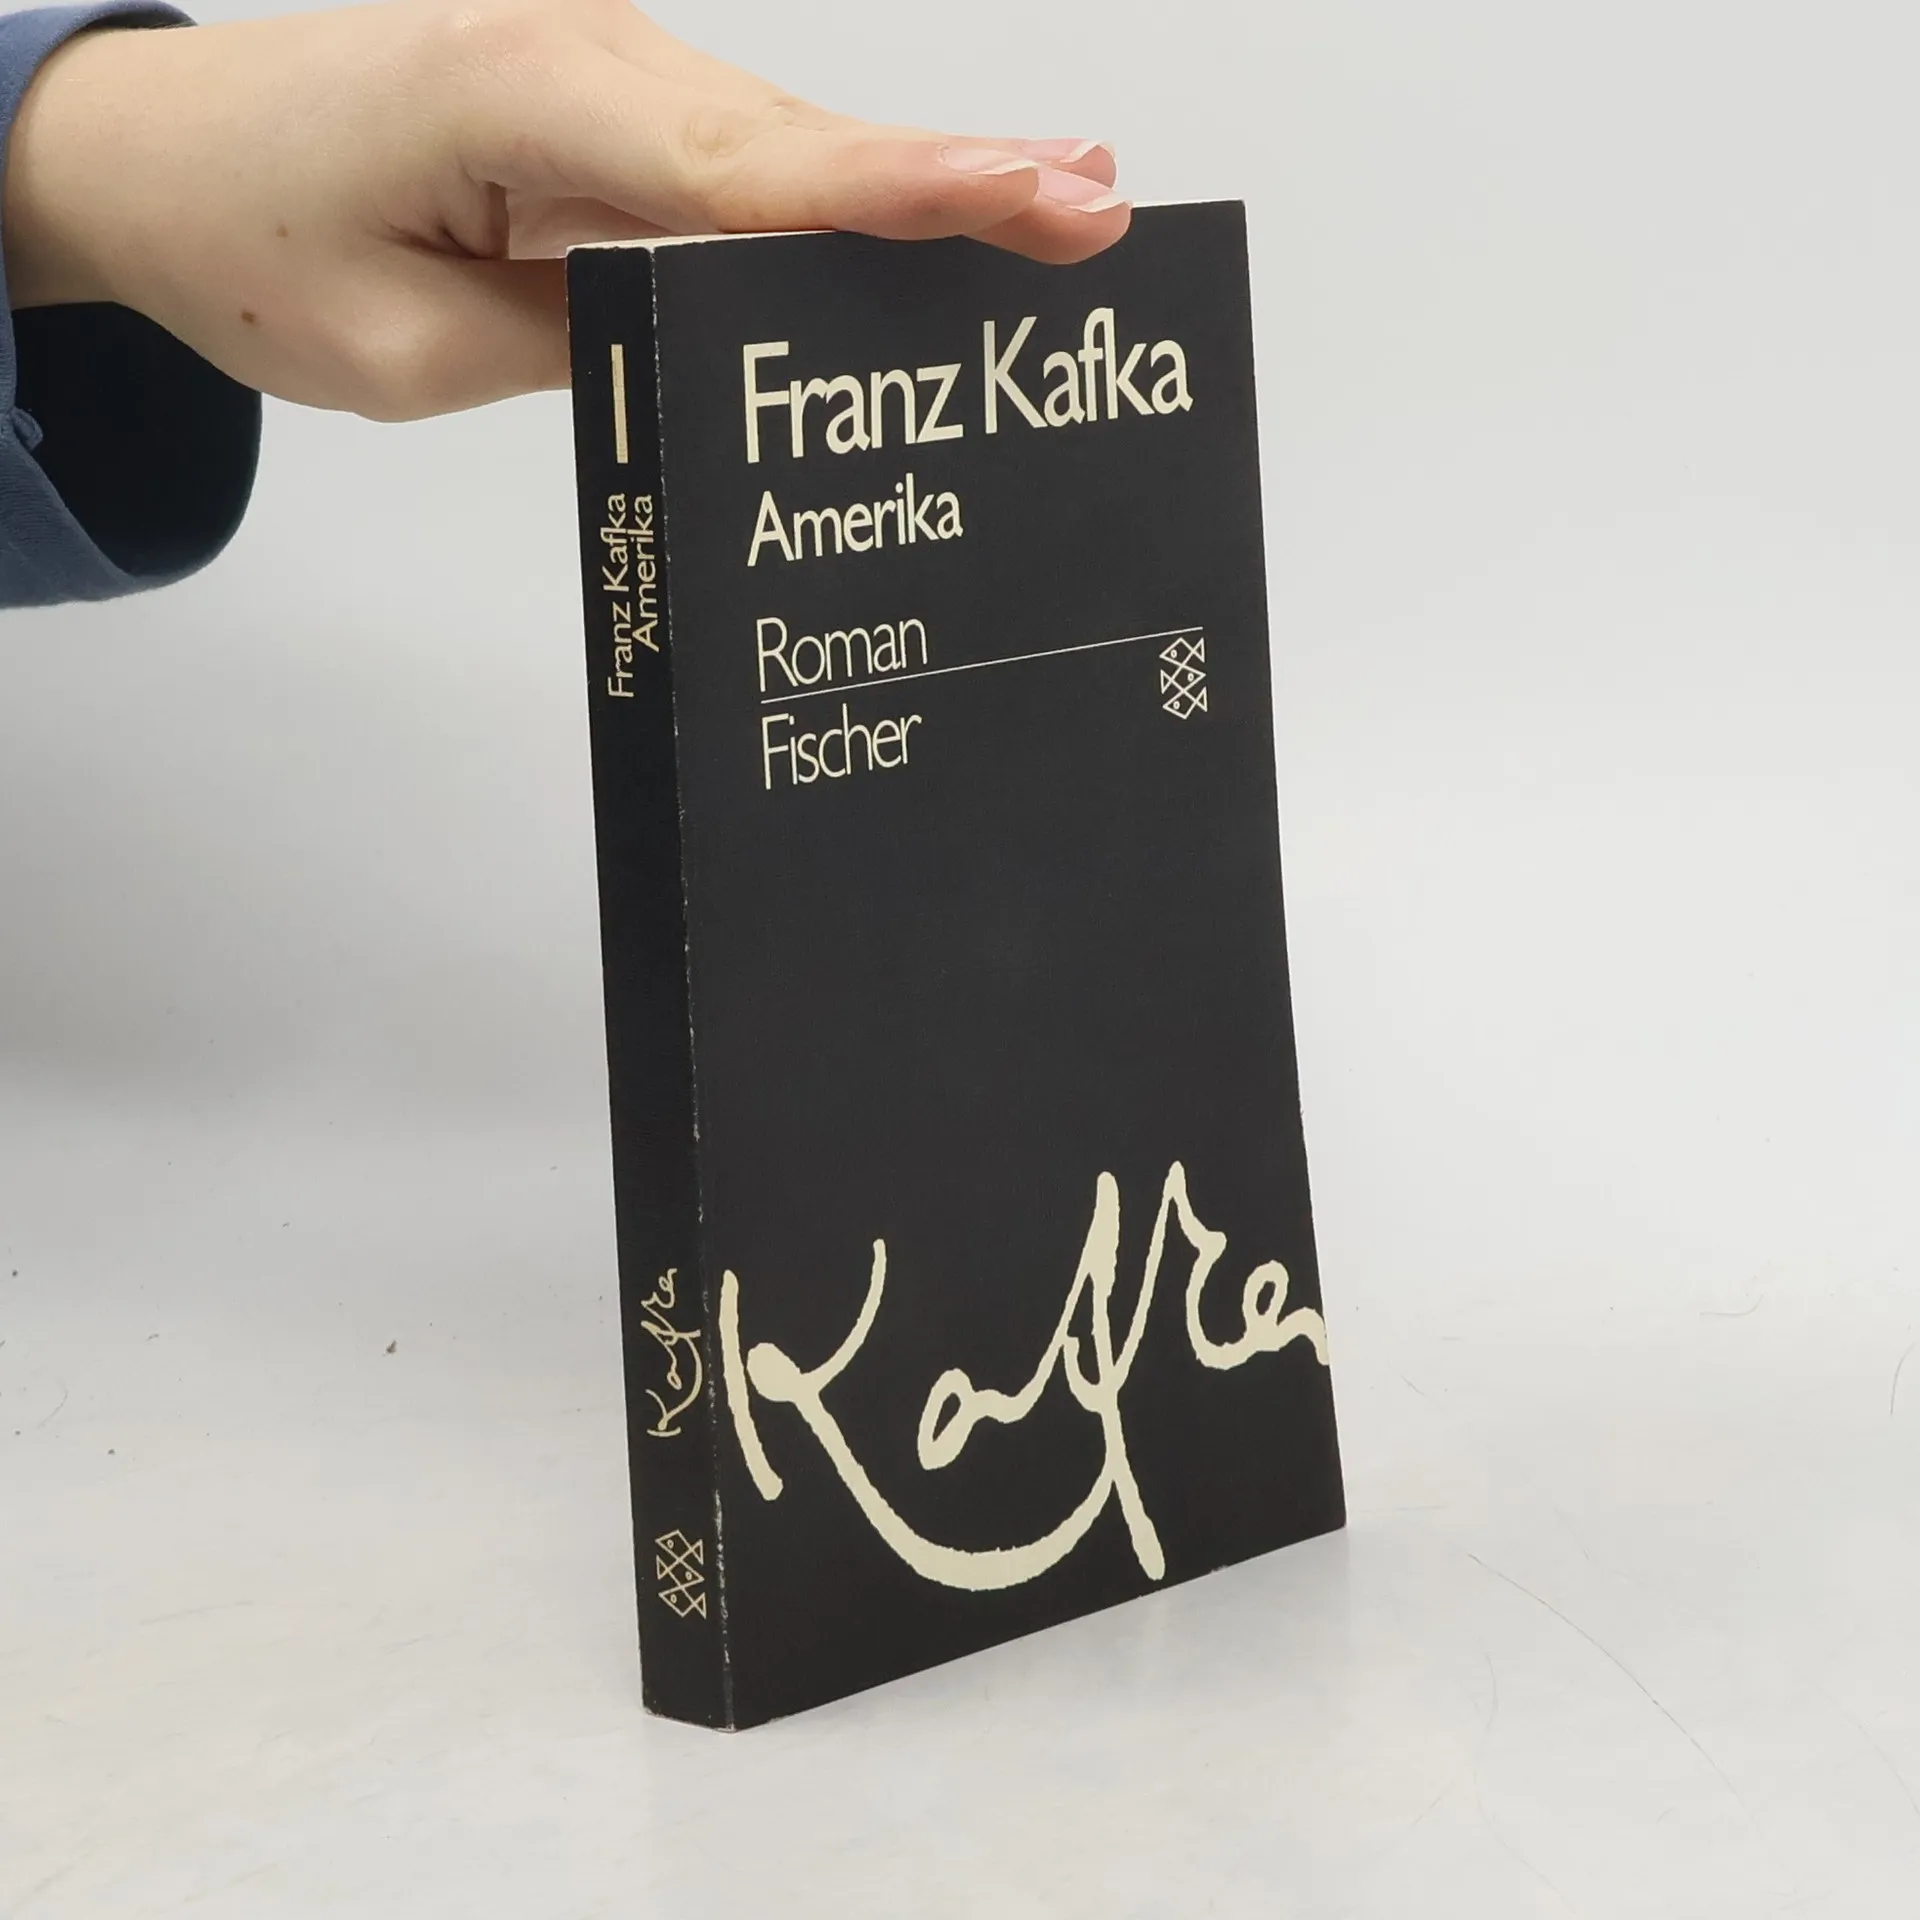 Franz Kafka
Amerika
Kafka
Franz Kafka
Amerika
Roman
Fischer
Kafka